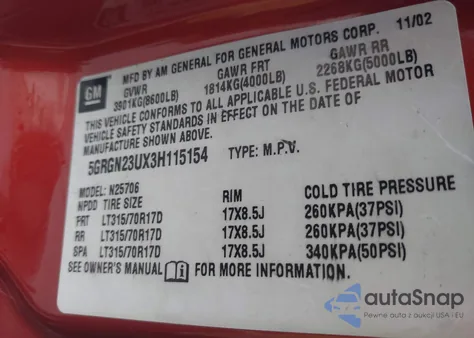 GM
MFD BY AM GENERAL FOR GENERAL MOTORS CORP. 11/02
GVWR GAWR FRT GAWR RR
3901KG(8600LB) 1814KG(4000LB) 2268KG(5000LB)
THIS VEHICLE CONFORMS TO ALL APPLICABLE U.S. FEDERAL MOTOR
VEHICLE SAFETY STANDARDS IN EFFECT ON THE DATE OF
MANUFACTURE SHOWN ABOVE.
5GRGN23UX3H115154 TYPE: M.P.V.
MODEL: N25706
NPDD TIRE SIZE RIM COLD TIRE PRESSURE
FRT LT315/70R17D 17X8.5J 260KPA(37PSI)
RR LT315/70R17D 17X8.5J 260KPA(37PSI)
SPA LT315/70R17D 17X8.5J 340KPA(50PSI)
SEE OWNER'S MANUAL FOR MORE INFORMATION.
autaSnap
Pewne auta z aukcji USA i EU